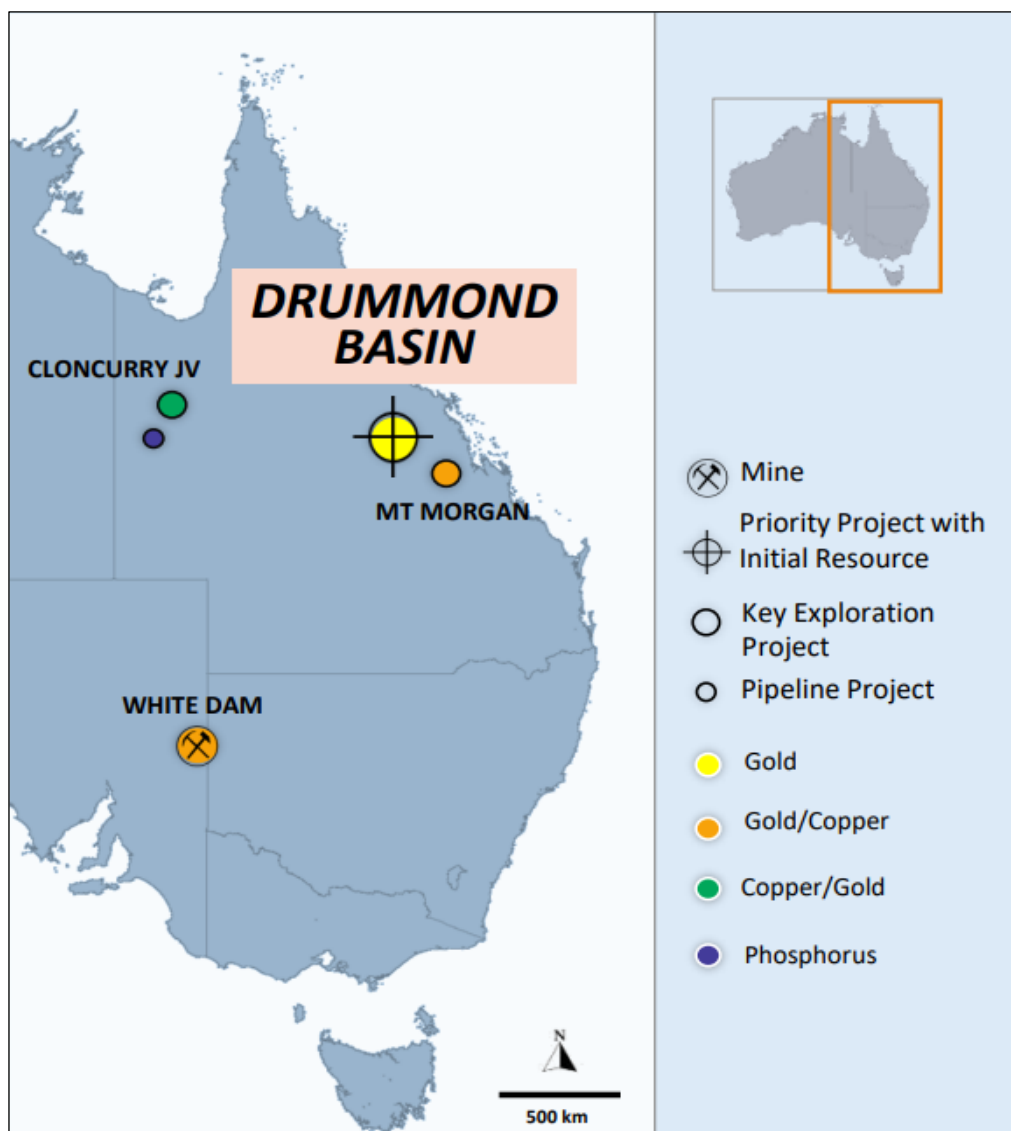 DRUMMOND
BASIN
CLONCURRY JV
MT MORGAN
WHITE DAM
N
500 km
Mine
Priority Project with
Initial Resource
Key Exploration
Project
Pipeline Project
Gold
Gold/Copper
Copper/Gold
Phosphorus